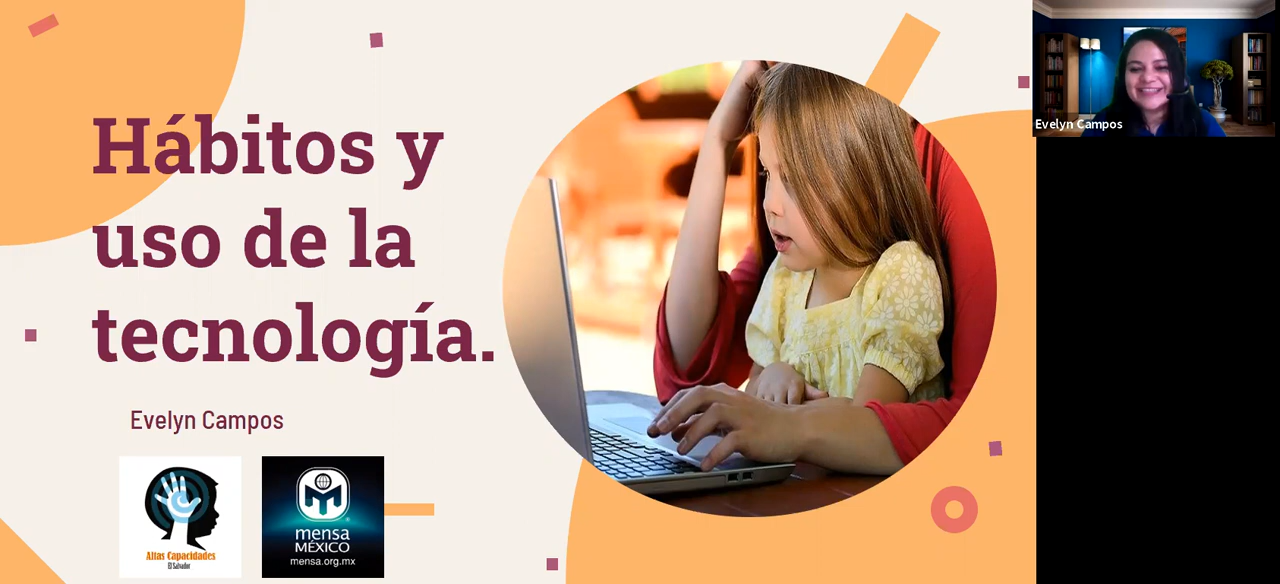 Hábitos y
uso de la
tecnología.
Evelyn Campos
Altas Capacidades
El Salvador
mensa
MÉXICO
mensa.org.mx
Evelyn Campos